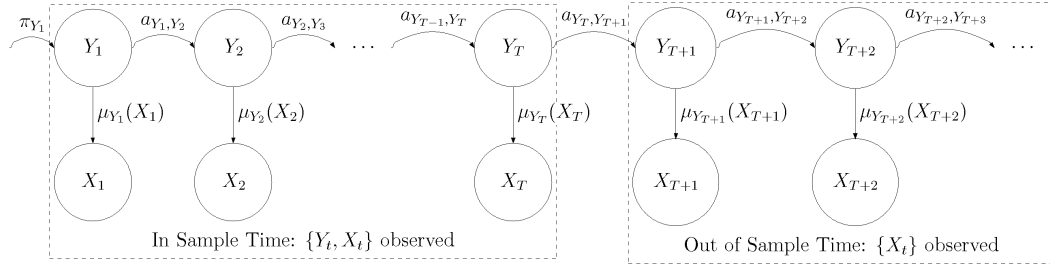 π_{Y_1} a_{Y_1,Y_2} a_{Y_2,Y_3} a_{Y_{T−1},Y_T} a_{Y_T,Y_{T+1}} a_{Y_{T+1},Y_{T+2}} a_{Y_{T+2},Y_{T+3}}
Y_1 Y_2 ... Y_T Y_{T+1} Y_{T+2} ...
μ_{Y_1}(X_1) μ_{Y_2}(X_2) μ_{Y_T}(X_T) μ_{Y_{T+1}}(X_{T+1}) μ_{Y_{T+2}}(X_{T+2})
X_1 X_2 X_T X_{T+1} X_{T+2}
In Sample Time: {Y_t, X_t} observed
Out of Sample Time: {X_t} observed